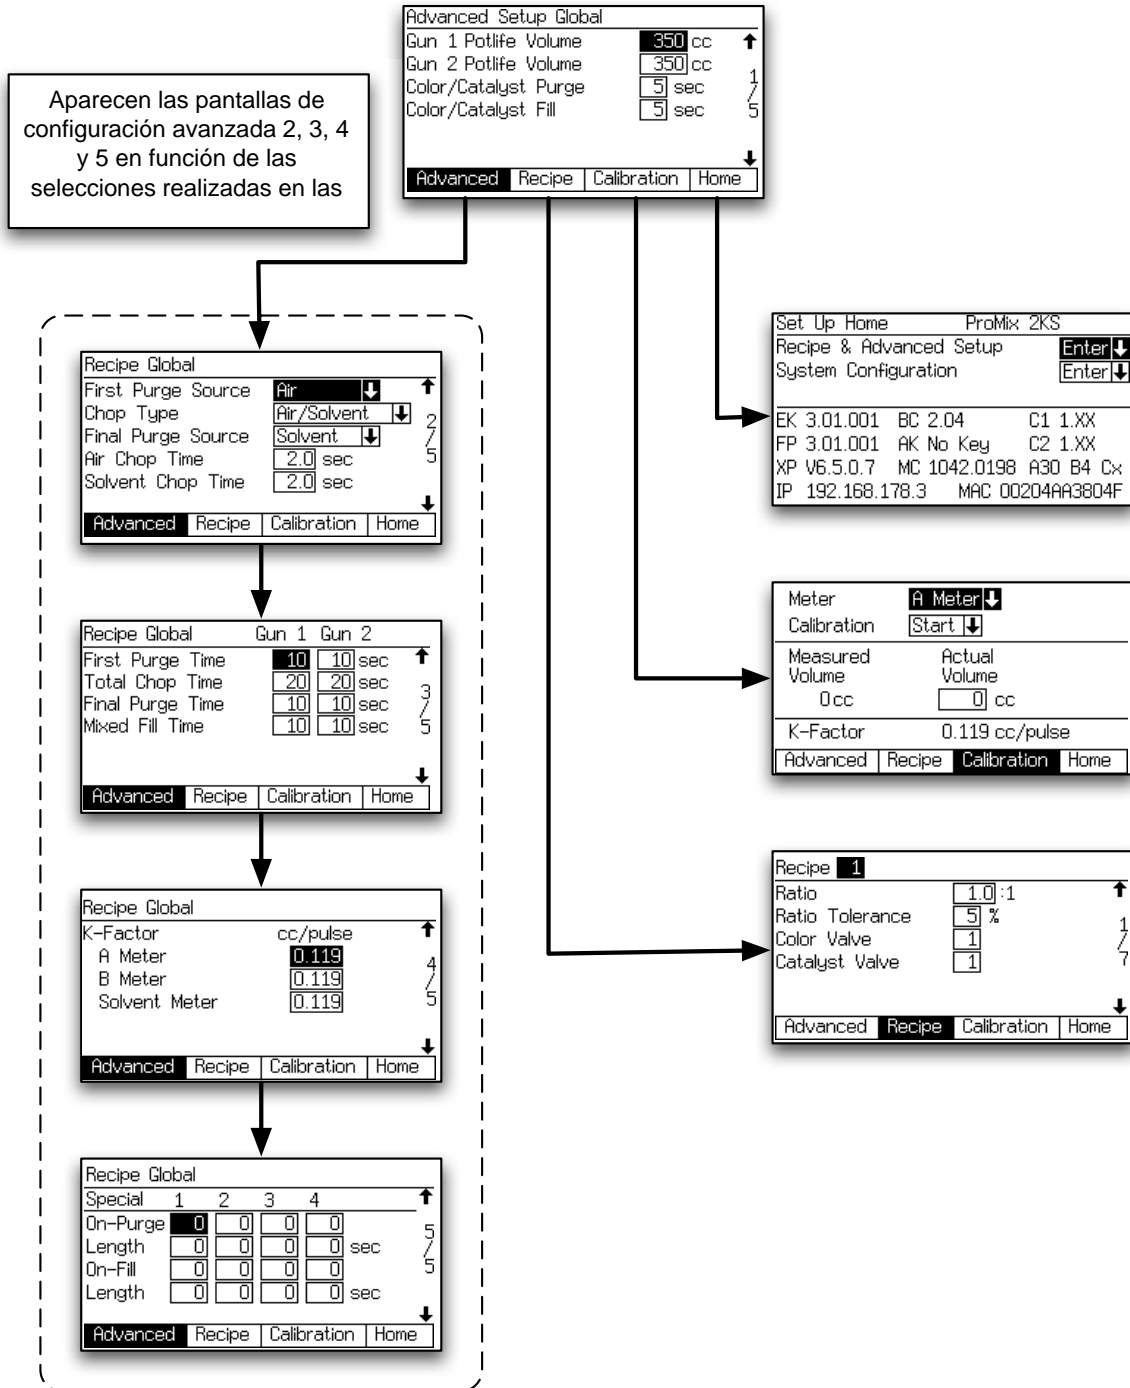 Advanced Setup Global
Gun 1 Potlife Volume 350 cc
Gun 2 Potlife Volume 350 cc
Color/Catalyst Purge 5 sec
Color/Catalyst Fill 5 sec
1/5
Advanced Recipe Calibration Home
Aparecen las pantallas de
configuración avanzada 2, 3, 4
y 5 en función de las
selecciones realizadas en las
Recipe Global
First Purge Source Air
Chop Type Air/Solvent
Final Purge Source Solvent
Air Chop Time 2.0 sec
Solvent Chop Time 2.0 sec
2/5
Advanced Recipe Calibration Home
Recipe Global Gun 1 Gun 2
First Purge Time 10 10 sec
Total Chop Time 20 20 sec
Final Purge Time 10 10 sec
Mixed Fill Time 10 10 sec
3/5
Advanced Recipe Calibration Home
Recipe Global
K-Factor cc/pulse
A Meter 0.119
B Meter 0.119
Solvent Meter 0.119
4/5
Advanced Recipe Calibration Home
Recipe Global
Special 1 2 3 4
On-Purge 0 0 0 0
Length 0 0 0 0 sec
On-Fill 0 0 0 0
Length 0 0 0 0 sec
5/5
Advanced Recipe Calibration Home
Set Up Home ProMix 2KS
Recipe & Advanced Setup Enter
System Configuration Enter
EK 3.01.001 BC 2.04 C1 1.XX
FP 3.01.001 AK No Key C2 1.XX
XP V6.5.0.7 MC 1042.0198 A30 B4 Cx
IP 192.168.178.3 MAC 00204AA3804F
Meter A Meter
Calibration Start
Measured Actual
Volume Volume
0 cc 0 cc
K-Factor 0.119 cc/pulse
Advanced Recipe Calibration Home
Recipe 1
Ratio 1.0 :1
Ratio Tolerance 5 %
Color Valve 1
Catalyst Valve 1
1/7
Advanced Recipe Calibration Home